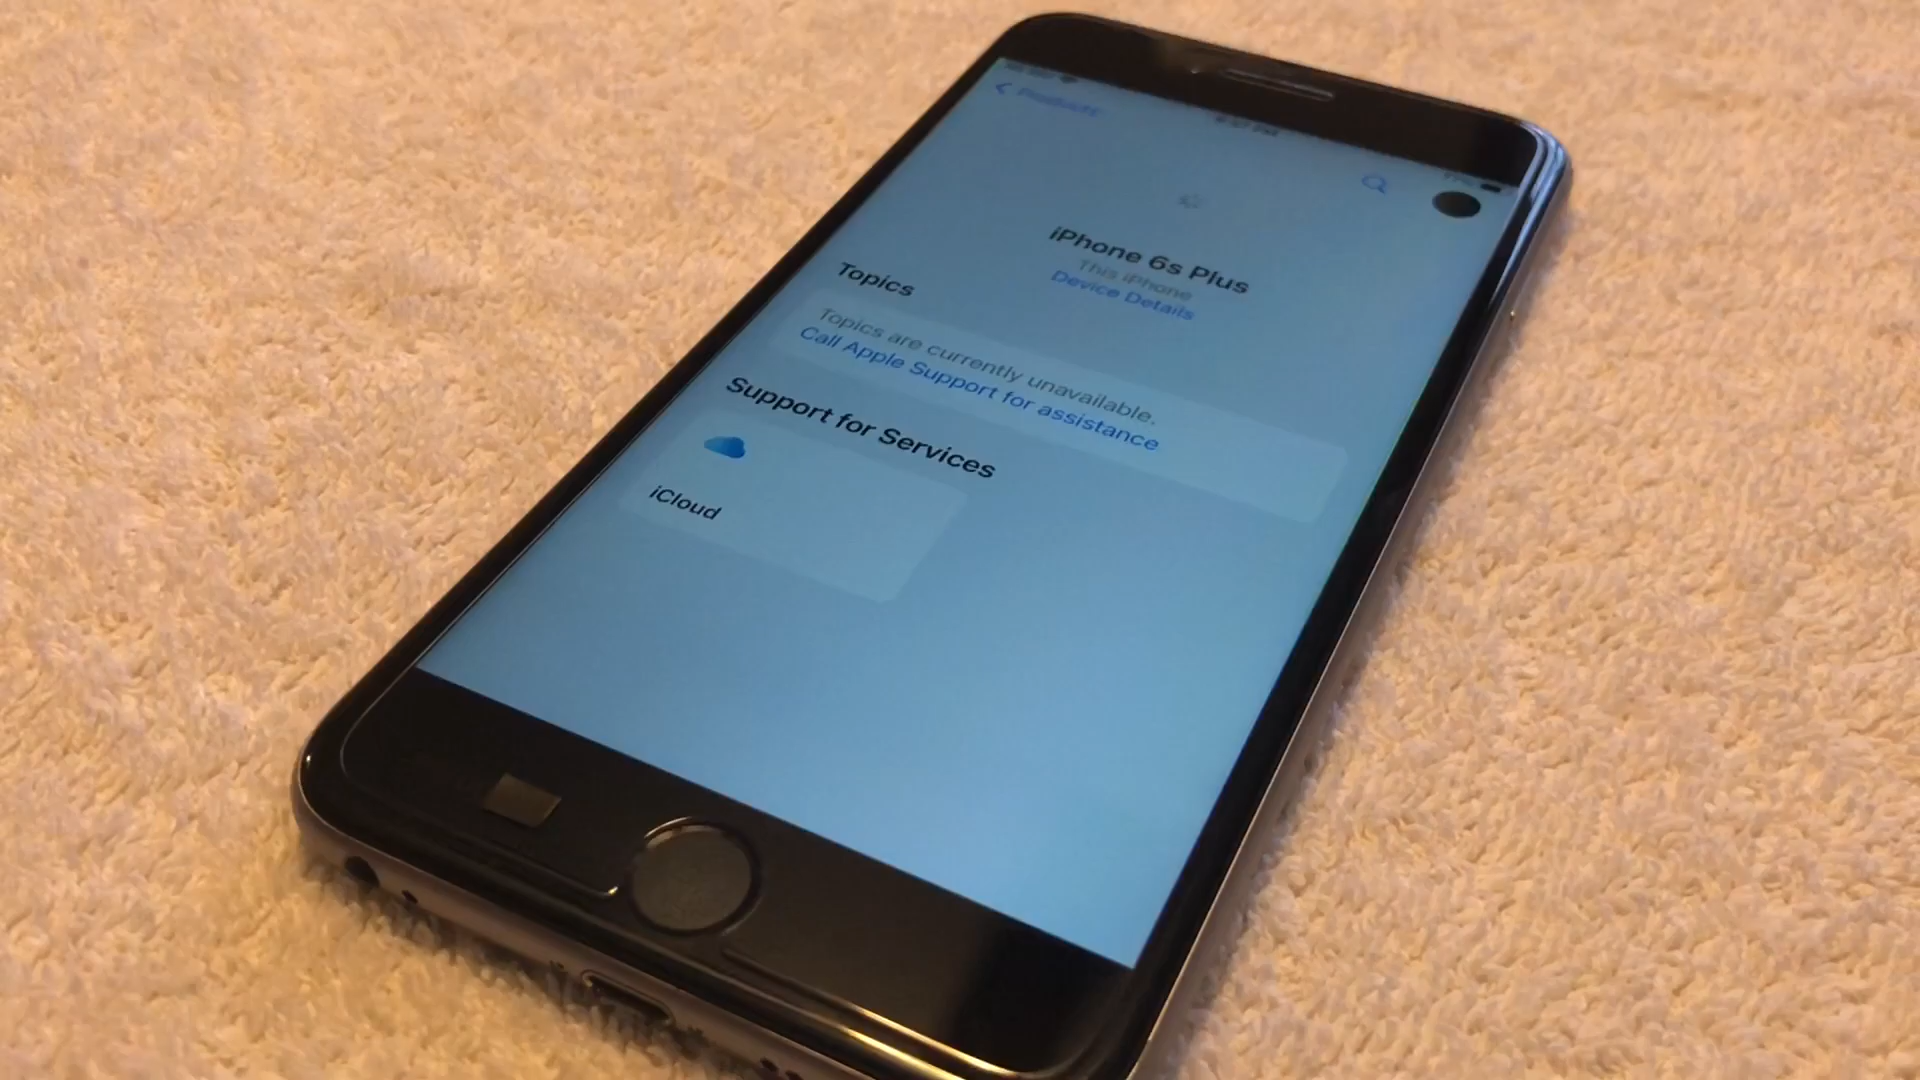 Products
iPhone 6s Plus
This iPhone
Device Details
Topics
Topics are currently unavailable.
Call Apple Support for assistance
Support for Services
iCloud